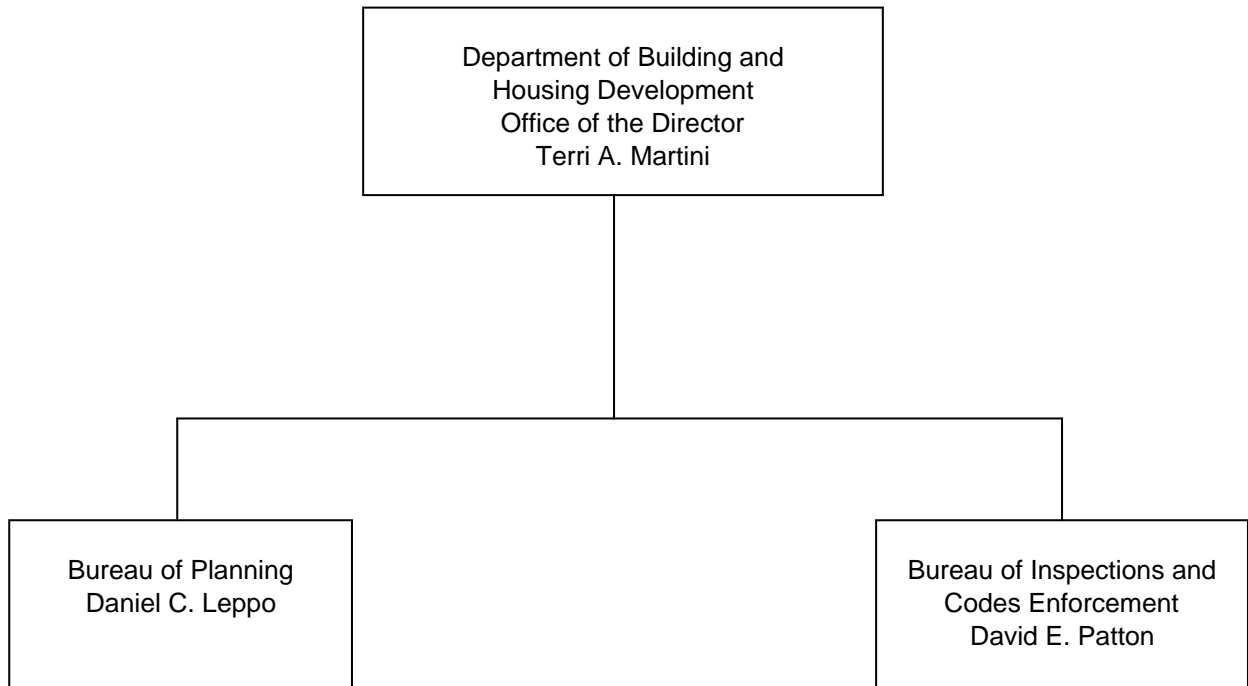 Department of Building and
Housing Development
Office of the Director
Terri A. Martini
Bureau of Planning
Daniel C. Leppo
Bureau of Inspections and
Codes Enforcement
David E. Patton